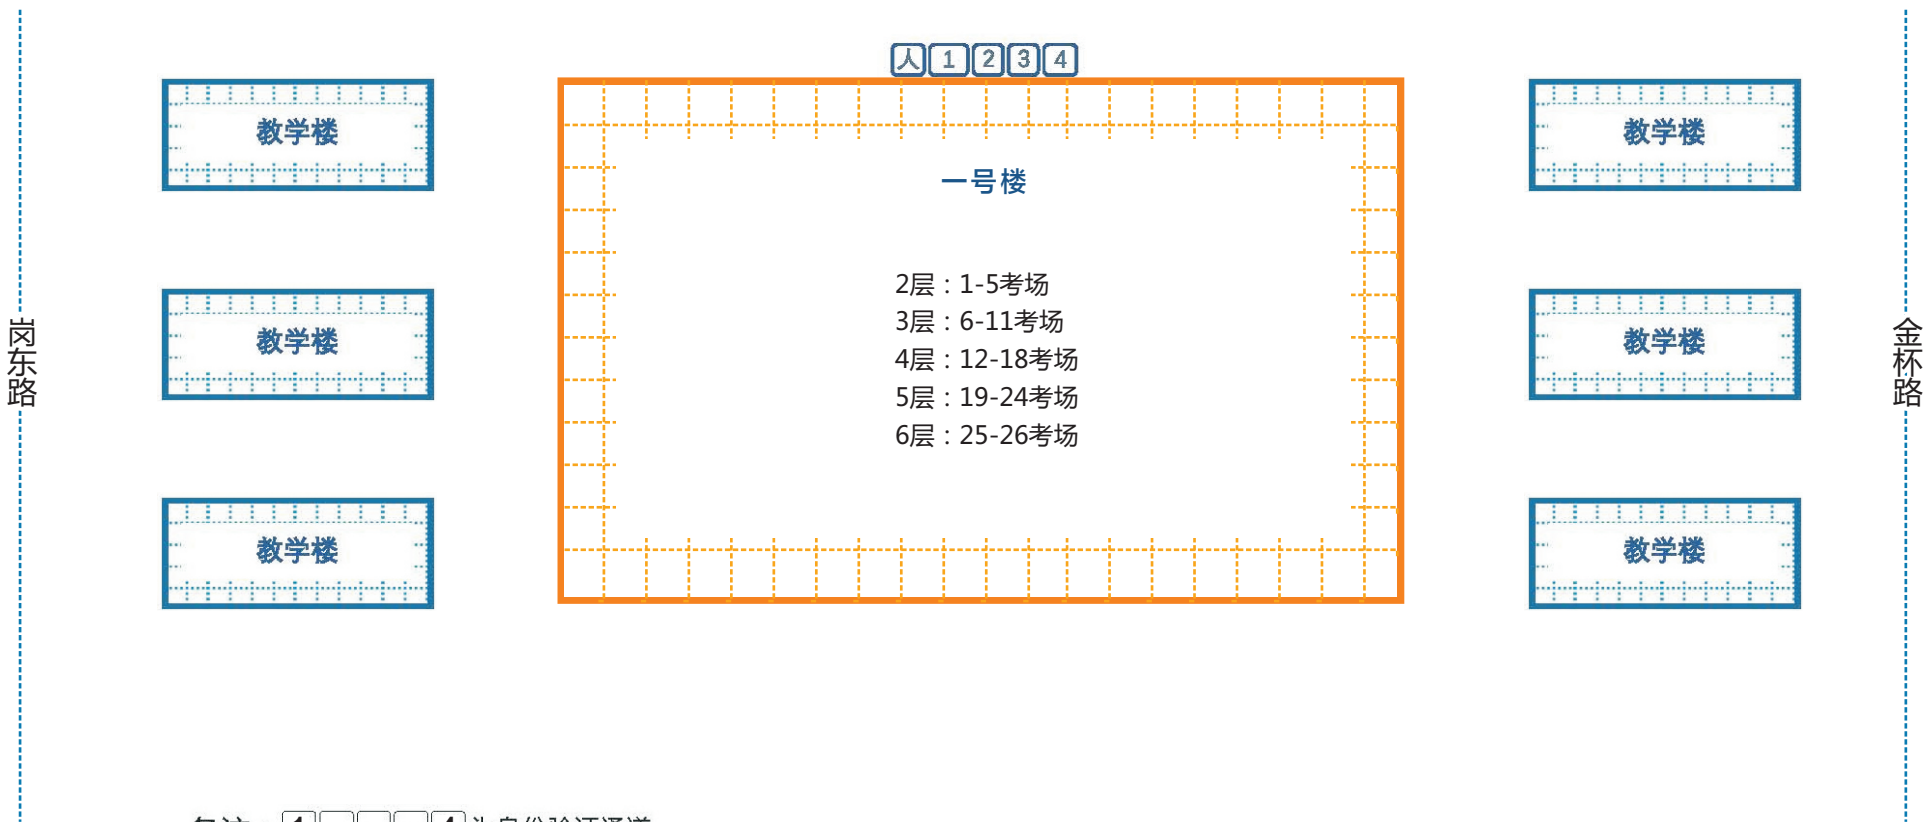 人 1 2 3 4
教学楼
教学楼
一号楼
2层：1-5考场
3层：6-11考场
4层：12-18考场
5层：19-24考场
6层：25-26考场
岗东路
教学楼
教学楼
金杯路
教学楼
教学楼